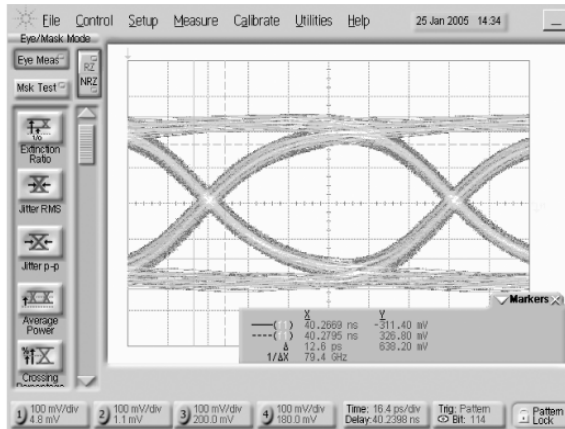 File Control Setup Measure Calibrate Utilities Help 25 Jan 2005 14:34
Eye/Mask Mode
Eye Meas
RZ
NRZ
Msk Test
Extinction
Ratio
Jitter RMS
Jitter p-p
Average
Power
Crossing
Markers
X Y
40.2669 ns -311.40 mV
40.2795 ns 326.80 mV
Δ 12.6 ps 638.20 mV
1/ΔX 79.4 GHz
1) 100 mV/div 4.8 mV
2) 100 mV/div 1.1 mV
3) 100 mV/div 200.0 mV
4) 100 mV/div 180.0 mV
Time: 16.4 ps/div
Delay: 40.2398 ns
Trig: Pattern
Bit: 114
Pattern
Lock